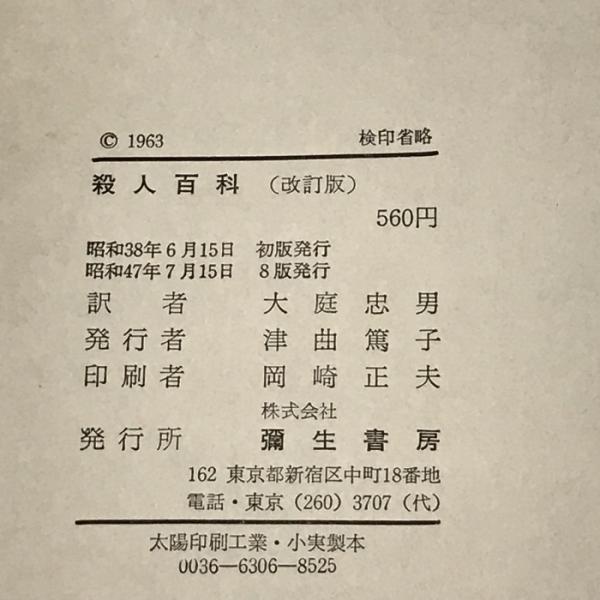 © 1963 検印省略
殺人百科 (改訂版)
560円
昭和38年6月15日 初版発行
昭和47年7月15日 8版発行
訳者 大庭忠男
発行者 津曲篤子
印刷者 岡崎正夫
株式会社
発行所 彌生書房
162 東京都新宿区中町18番地
電話・東京 (260) 3707 (代)
太陽印刷工業・小実製本
0036―6306―8525